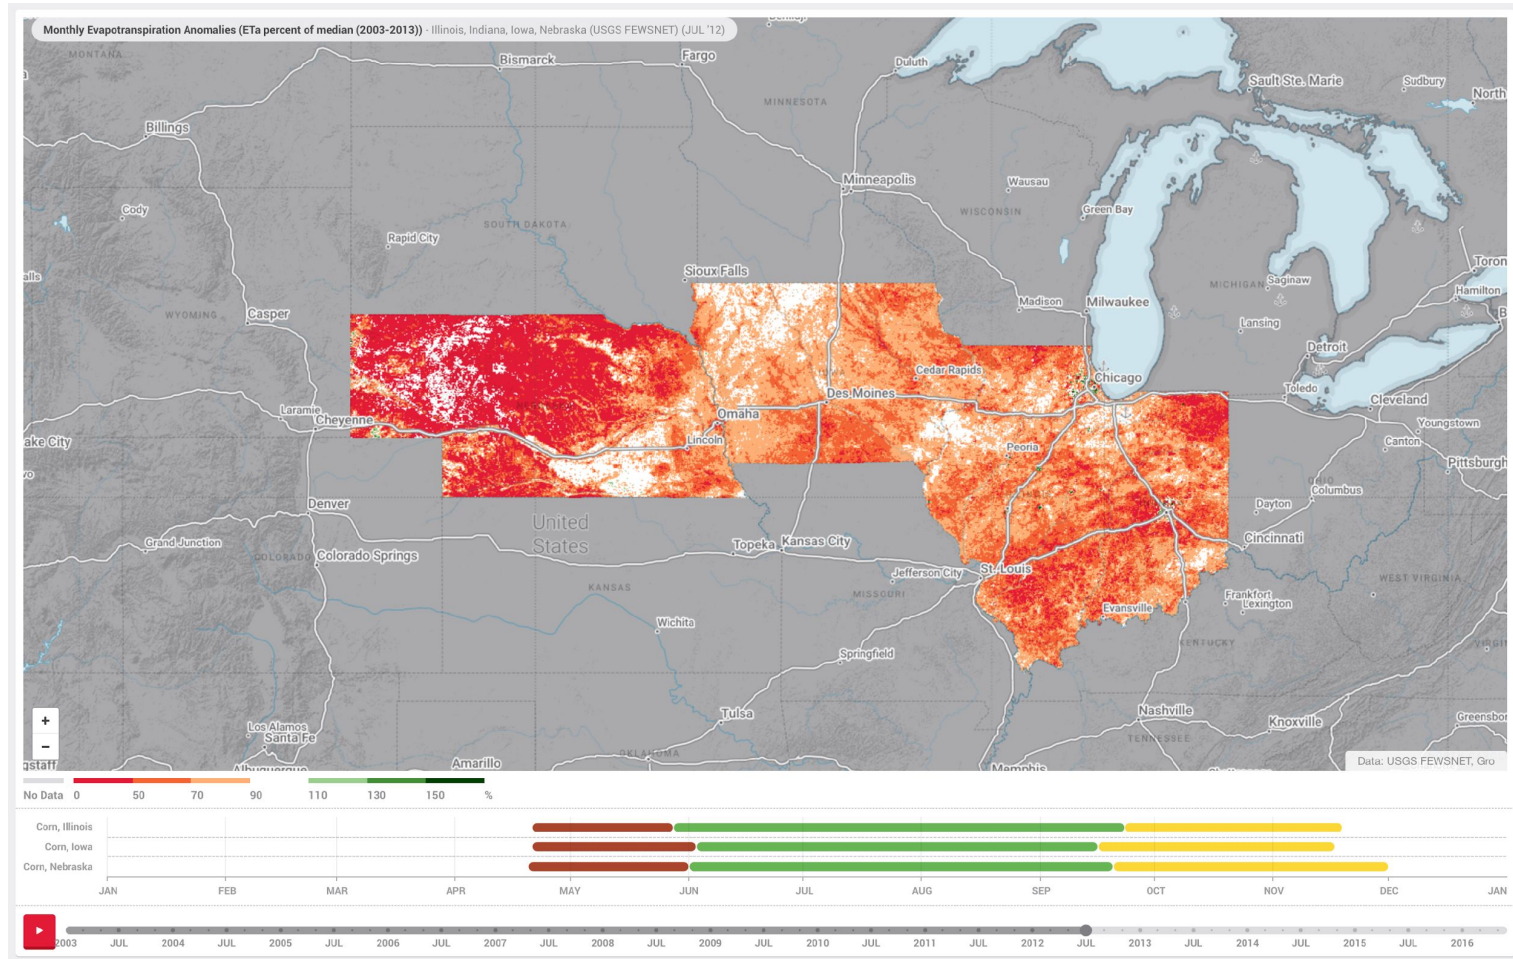 Monthly Evapotranspiration Anomalies (ETa percent of median (2003-2013)) - Illinois, Indiana, Iowa, Nebraska (USGS FEWSNET) (JUL '12)
MONTANA
Bismarck
Fargo
Duluth
Sault Ste. Marie
Sudbury
North
MINNESOTA
Billings
Minneapolis
Wausau
Cody
WISCONSIN
Green Bay
SOUTH DAKOTA
Rapid City
Toron
alls
Sioux Falls
MICHIGAN
Saginaw
Hamilton
WYOMING
Casper
Madison
Milwaukee
B
Lansing
Detroit
Cedar Rapids
Chicago
Toledo
Des Moines
Cleveland
Laramie
Cheyenne
Omaha
Youngstown
ake City
Lincoln
Canton
Peoria
Pittsburgh
OHIO
Columbus
Denver
Dayton
United
States
Grand Junction
COLORADO
Colorado Springs
Topeka
Kansas City
Cincinnati
Jefferson City
St. Louis
KANSAS
MISSOURI
WEST VIRGINIA
Evansville
Frankfort
Lexington
Wichita
KENTUCKY
Springfield
+
Tulsa
Nashville
Knoxville
Greensbor
Los Alamos
Santa Fe
TENNESSEE
−
OKLAHOMA
gstaff
Albuquerque
Amarillo
Memphis
Data: USGS FEWSNET, Gro
No Data 0 50 70 90 110 130 150 %
Corn, Illinois
Corn, Iowa
Corn, Nebraska
JAN FEB MAR APR MAY JUN JUL AUG SEP OCT NOV DEC JAN
2003 JUL 2004 JUL 2005 JUL 2006 JUL 2007 JUL 2008 JUL 2009 JUL 2010 JUL 2011 JUL 2012 JUL 2013 JUL 2014 JUL 2015 JUL 2016